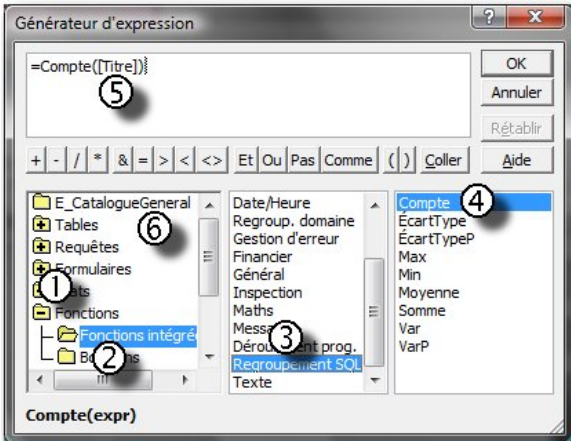 Générateur d'expression
=Compte([Titre])
5
OK
Annuler
Rétablir
+ - / * & = > < <> Et Ou Pas Comme ( ) Coller Aide
E_CatalogueGeneral
Tables
6
Requêtes
Formulaires
1
Fonctions
Fonctions
2
Date/Heure
Regroup. domaine
Gestion d'erreur
Financier
Général
Inspection
Maths
3
prog.
Regroupement SQL
Texte
Compte
4
ÉcartType
ÉcartTypeP
Max
Min
Moyenne
Somme
Var
VarP
Compte(expr)